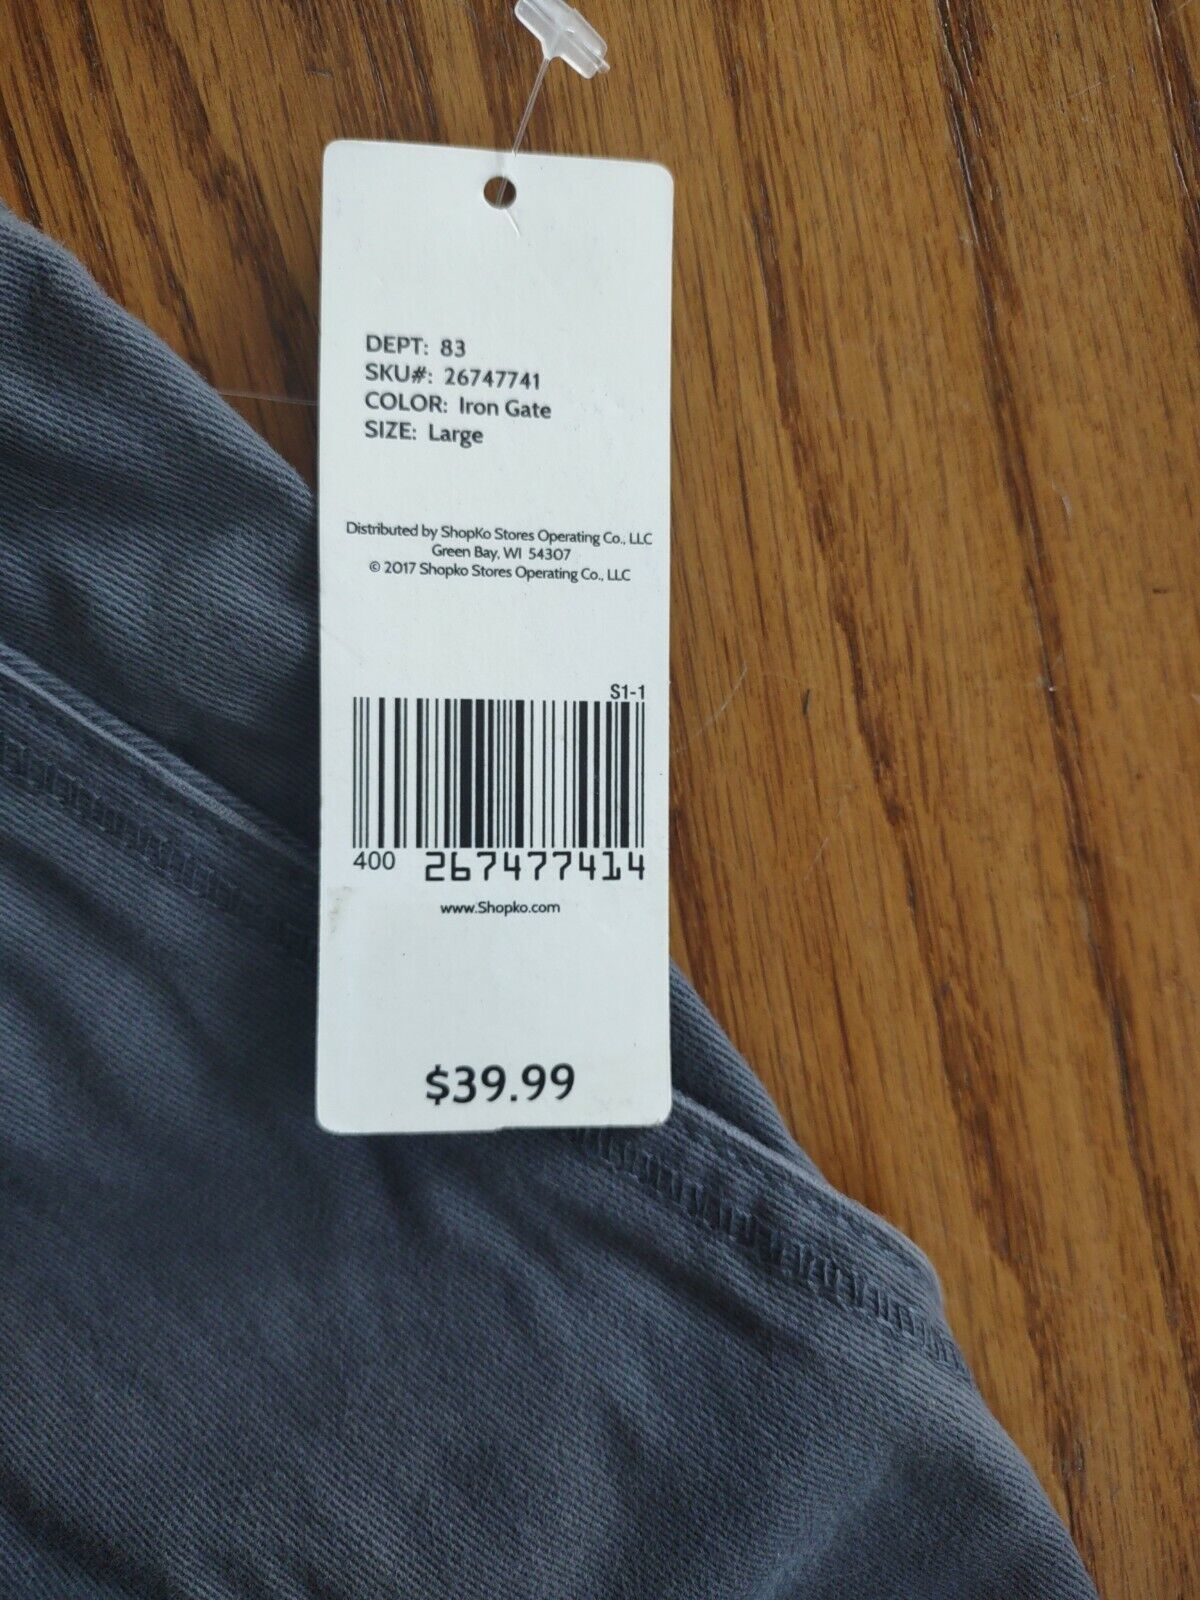 DEPT: 83
SKU#: 26747741
COLOR: Iron Gate
SIZE: Large
Distributed by ShopKo Stores Operating Co., LLC
Green Bay, WI 54307
© 2017 Shopko Stores Operating Co., LLC
S1-1
400 267477414
www.Shopko.com
$39.99